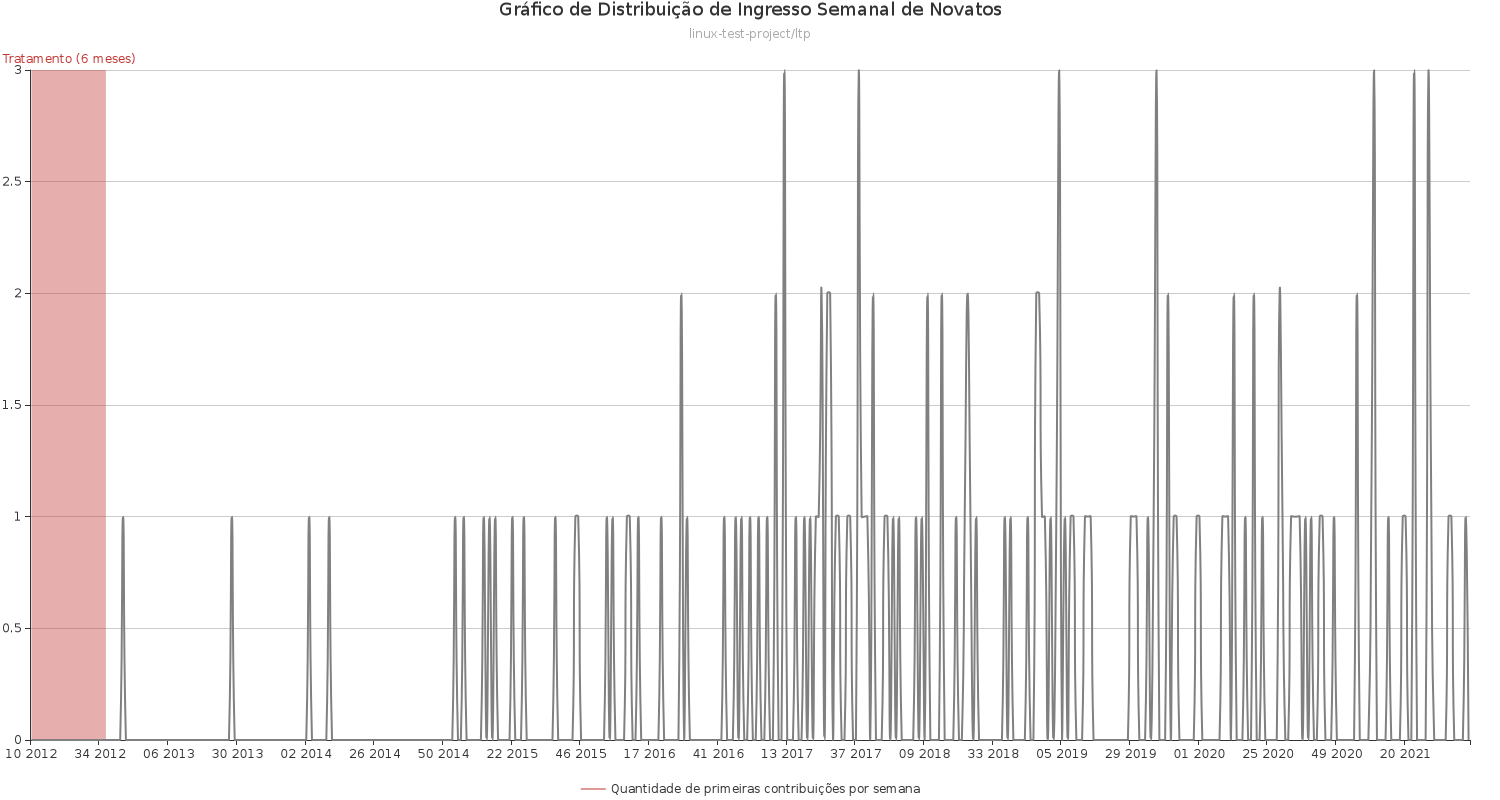 Gráfico de Distribuição de Ingresso Semanal de Novatos
linux-test-project/ltp
Tratamento (6 meses)
3
2.5
2
1.5
1
0.5
0
10 2012 34 2012 06 2013 30 2013 02 2014 26 2014 50 2014 22 2015 46 2015 17 2016 41 2016 13 2017 37 2017 09 2018 33 2018 05 2019 29 2019 01 2020 25 2020 49 2020 20 2021
Quantidade de primeiras contribuições por semana